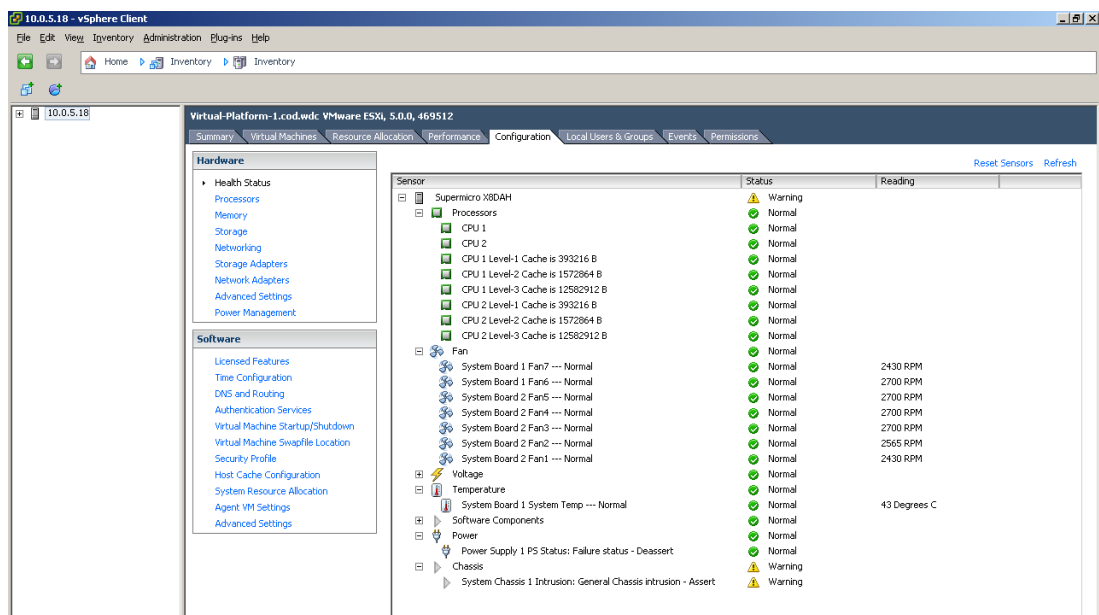 10.0.5.18 - vSphere Client
File Edit View Inventory Administration Plug-ins Help
Home Inventory Inventory
10.0.5.18
Virtual-Platform-1.cod.wdc VMware ESXi, 5.0.0, 469512
Summary Virtual Machines Resource Allocation Performance Configuration Local Users & Groups Events Permissions
Hardware
Health Status
Processors
Memory
Storage
Networking
Storage Adapters
Network Adapters
Advanced Settings
Power Management
Software
Licensed Features
Time Configuration
DNS and Routing
Authentication Services
Virtual Machine Startup/Shutdown
Virtual Machine Swapfile Location
Security Profile
Host Cache Configuration
System Resource Allocation
Agent VM Settings
Advanced Settings
Reset Sensors Refresh
Sensor Status Reading
Supermicro X8DAH Warning
Processors Normal
CPU 1 Normal
CPU 2 Normal
CPU 1 Level-1 Cache is 393216 B Normal
CPU 1 Level-2 Cache is 1572864 B Normal
CPU 1 Level-3 Cache is 12582912 B Normal
CPU 2 Level-1 Cache is 393216 B Normal
CPU 2 Level-2 Cache is 1572864 B Normal
CPU 2 Level-3 Cache is 12582912 B Normal
Fan Normal
System Board 1 Fan7 --- Normal Normal 2430 RPM
System Board 1 Fan6 --- Normal Normal 2700 RPM
System Board 2 Fan5 --- Normal Normal 2700 RPM
System Board 2 Fan4 --- Normal Normal 2700 RPM
System Board 2 Fan3 --- Normal Normal 2700 RPM
System Board 2 Fan2 --- Normal Normal 2565 RPM
System Board 2 Fan1 --- Normal Normal 2430 RPM
Voltage Normal
Temperature Normal
System Board 1 System Temp --- Normal Normal 43 Degrees C
Software Components Normal
Power Normal
Power Supply 1 PS Status: Failure status - Deassert Normal
Chassis Warning
System Chassis 1 Intrusion: General Chassis intrusion - Assert Warning